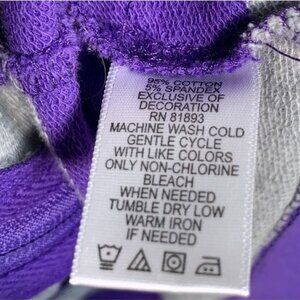 95% COTTON
5% SPANDEX
EXCLUSIVE OF
DECORATION
RN 81893
MACHINE WASH COLD
GENTLE CYCLE
WITH LIKE COLORS
ONLY NON-CHLORINE
BLEACH
WHEN NEEDED
TUMBLE DRY LOW
WARM IRON
IF NEEDED